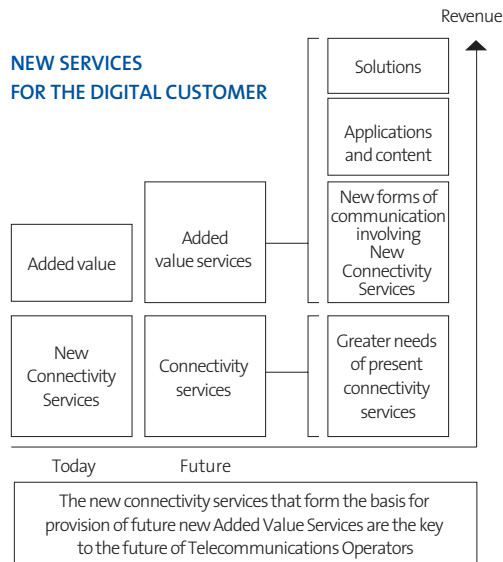 Revenue
NEW SERVICES
FOR THE DIGITAL CUSTOMER
Solutions
Applications
and content
New forms of
communication
involving
New
Connectivity
Services
Added
value services
Added value
New
Connectivity
Services
Connectivity
services
Greater needs
of present
connectivity
services
Today
Future
The new connectivity services that form the basis for
provision of future new Added Value Services are the key
to the future of Telecommunications Operators